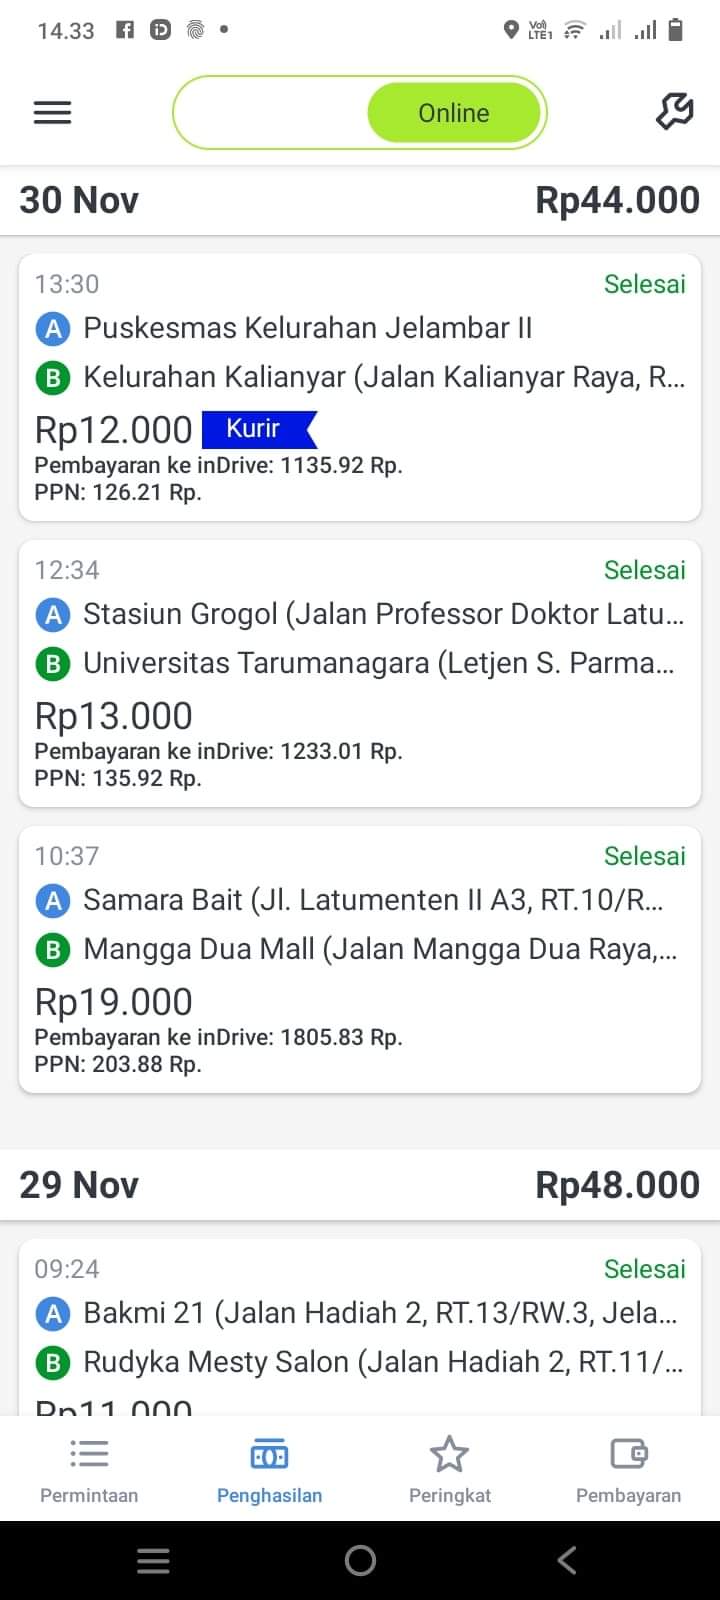 14.33
Vo))
LTE1
Online
30 Nov
Rp44.000
13:30
Selesai
A Puskesmas Kelurahan Jelambar II
B Kelurahan Kalianyar (Jalan Kalianyar Raya, R...
Rp12.000
Kurir
Pembayaran ke inDrive: 1135.92 Rp.
PPN: 126.21 Rp.
12:34
Selesai
A Stasiun Grogol (Jalan Professor Doktor Latu...
B Universitas Tarumanagara (Letjen S. Parma...
Rp13.000
Pembayaran ke inDrive: 1233.01 Rp.
PPN: 135.92 Rp.
10:37
Selesai
A Samara Bait (Jl. Latumenten II A3, RT.10/R...
B Mangga Dua Mall (Jalan Mangga Dua Raya,...
Rp19.000
Pembayaran ke inDrive: 1805.83 Rp.
PPN: 203.88 Rp.
29 Nov
Rp48.000
09:24
Selesai
A Bakmi 21 (Jalan Hadiah 2, RT.13/RW.3, Jela...
B Rudyka Mesty Salon (Jalan Hadiah 2, RT.11/...
Rp11.000
Permintaan
Penghasilan
Peringkat
Pembayaran